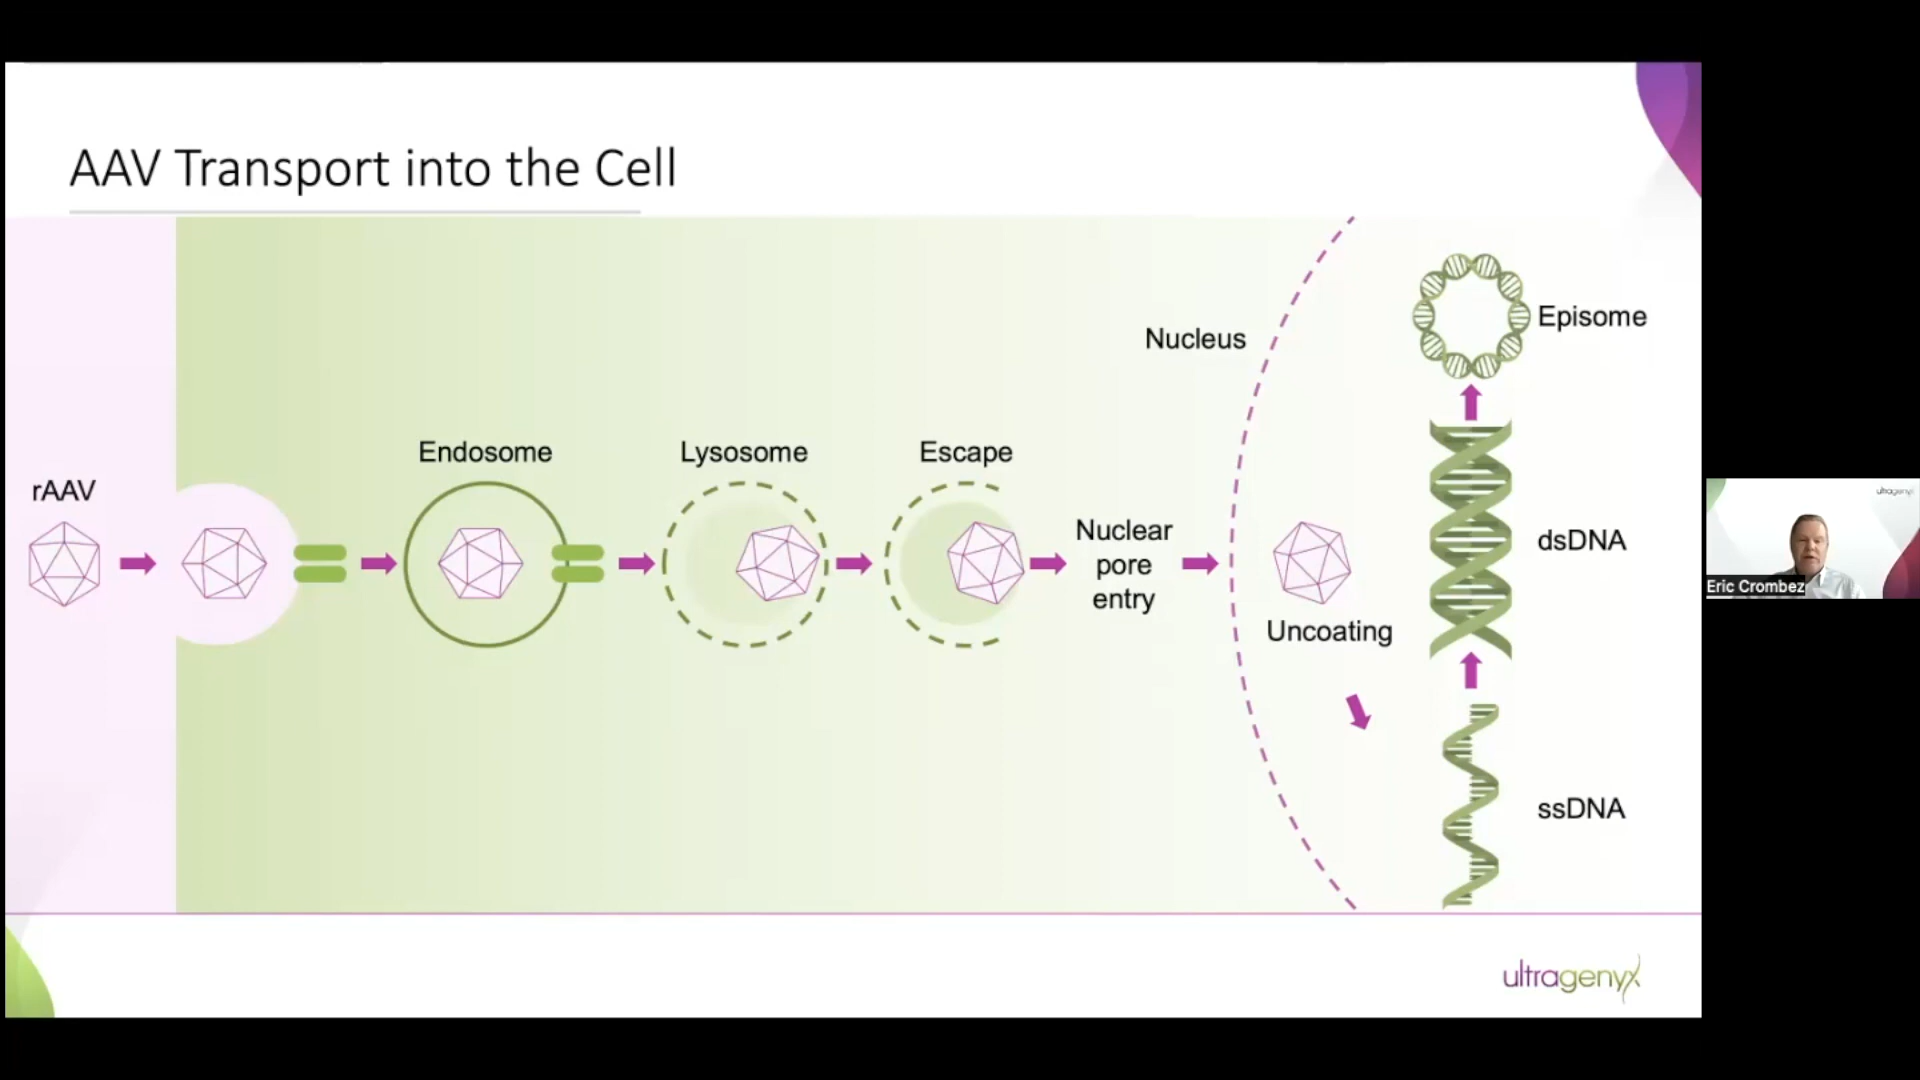 AAV Transport into the Cell
rAAV
Endosome
Lysosome
Escape
Nuclear
pore
entry
Nucleus
Uncoating
Episome
dsDNA
ssDNA
ultragenyx
ultragenyx
Eric Crombez